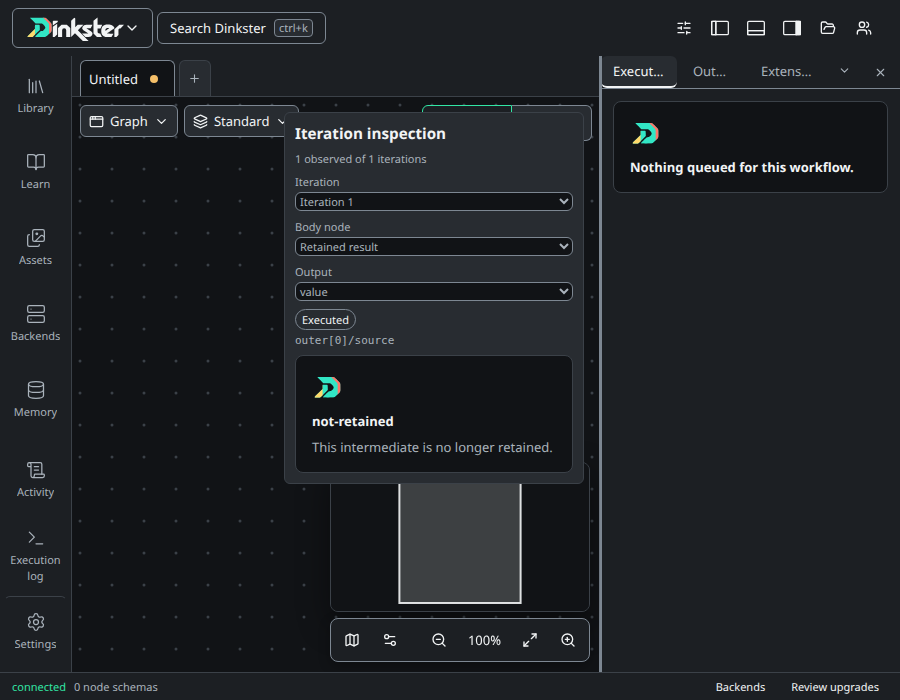 Dinkster
Search Dinkster ctrl+k
Untitled
+
Execut...
Out...
Extens...
Library
Learn
Assets
Backends
Memory
Activity
Execution
log
Settings
Graph
Standard
Iteration inspection
1 observed of 1 iterations
Iteration
Iteration 1
Body node
Retained result
Output
value
Executed
outer[0]/source
not-retained
This intermediate is no longer retained.
100%
Nothing queued for this workflow.
connected 0 node schemas
Backends
Review upgrades